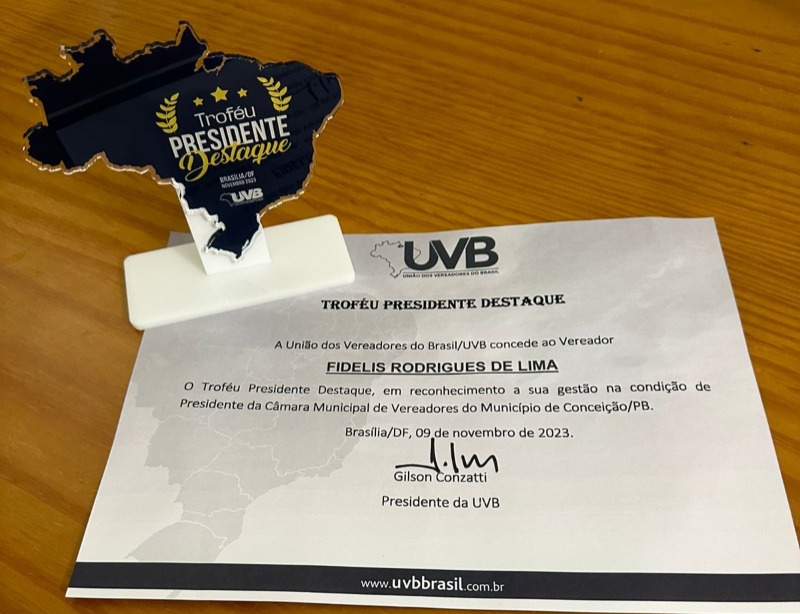 Troféu
PRESIDENTE
Destaque
BRASÍLIA/DF
NOVEMBRO 2023
UVB
UVB
UNIÃO DOS VEREADORES DO BRASIL
TROFÉU PRESIDENTE DESTAQUE
A União dos Vereadores do Brasil/UVB concede ao Vereador
FIDELIS RODRIGUES DE LIMA
O Troféu Presidente Destaque, em reconhecimento a sua gestão na condição de
Presidente da Câmara Municipal de Vereadores do Município de Conceição/PB.
Brasília/DF, 09 de novembro de 2023.
Gilson Conzatti
Presidente da UVB
www.uvbbrasil.com.br